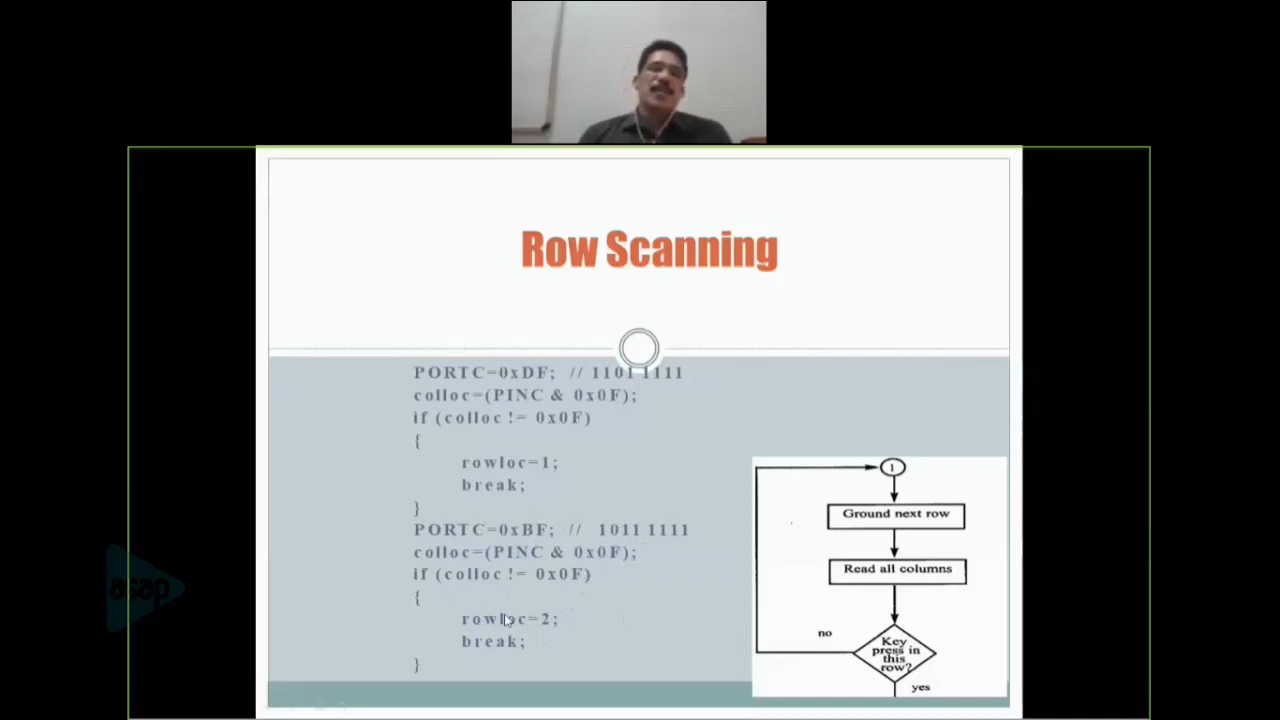 Row Scanning
PORTC=0xDF; // 1101 1111
colloc=(PINC & 0x0F);
if (colloc != 0x0F)
{
rowloc=1;
break;
}
PORTC=0xBF; // 1011 1111
colloc=(PINC & 0x0F);
if (colloc != 0x0F)
{
rowloc=2;
break;
}
1
Ground next row
Read all columns
no
Key
press in
this
row?
yes
asap